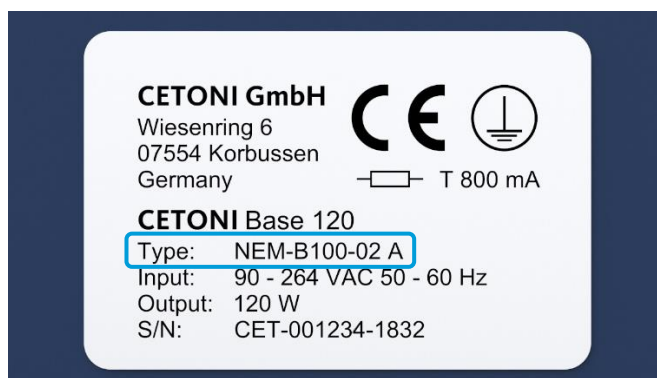 CETONI GmbH
Wiesenring 6
07554 Korbussen
Germany
CE
T 800 mA
CETONI Base 120
Type: NEM-B100-02 A
Input: 90 - 264 VAC 50 - 60 Hz
Output: 120 W
S/N: CET-001234-1832